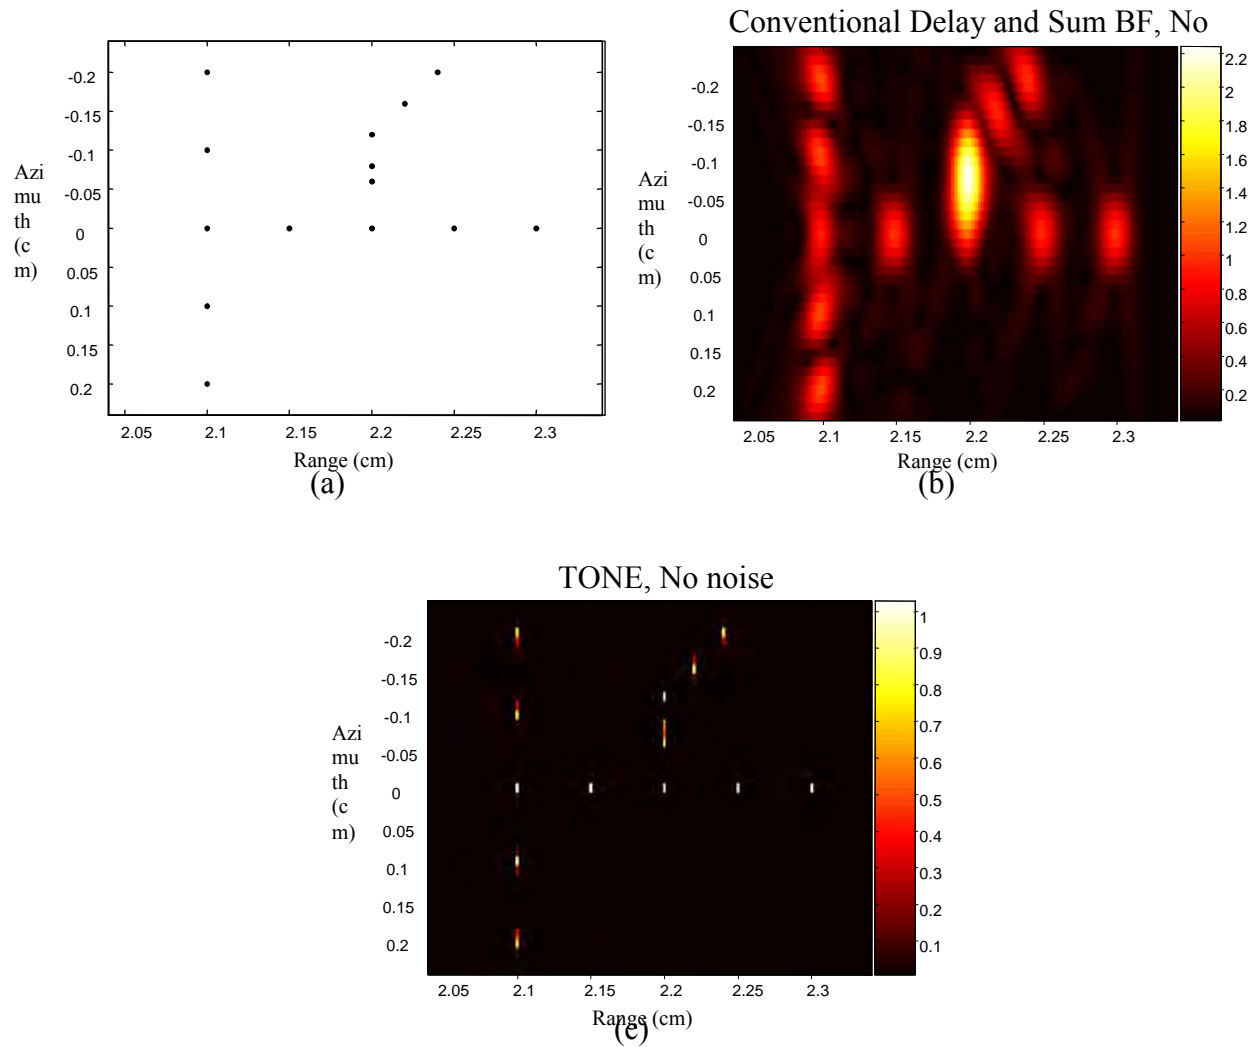 -0.2
-0.15
-0.1
-0.05
0
0.05
0.1
0.15
0.2
Azi
mu
th
(c
m)
2.05 2.1 2.15 2.2 2.25 2.3
Range (cm)
(a)
Conventional Delay and Sum BF, No
-0.2
-0.15
-0.1
-0.05
0
0.05
0.1
0.15
0.2
Azi
mu
th
(c
m)
2.2
2
1.8
1.6
1.4
1.2
1
0.8
0.6
0.4
0.2
2.05 2.1 2.15 2.2 2.25 2.3
Range (cm)
(b)
TONE, No noise
-0.2
-0.15
-0.1
-0.05
0
0.05
0.1
0.15
0.2
Azi
mu
th
(c
m)
1
0.9
0.8
0.7
0.6
0.5
0.4
0.3
0.2
0.1
2.05 2.1 2.15 2.2 2.25 2.3
Range (cm)